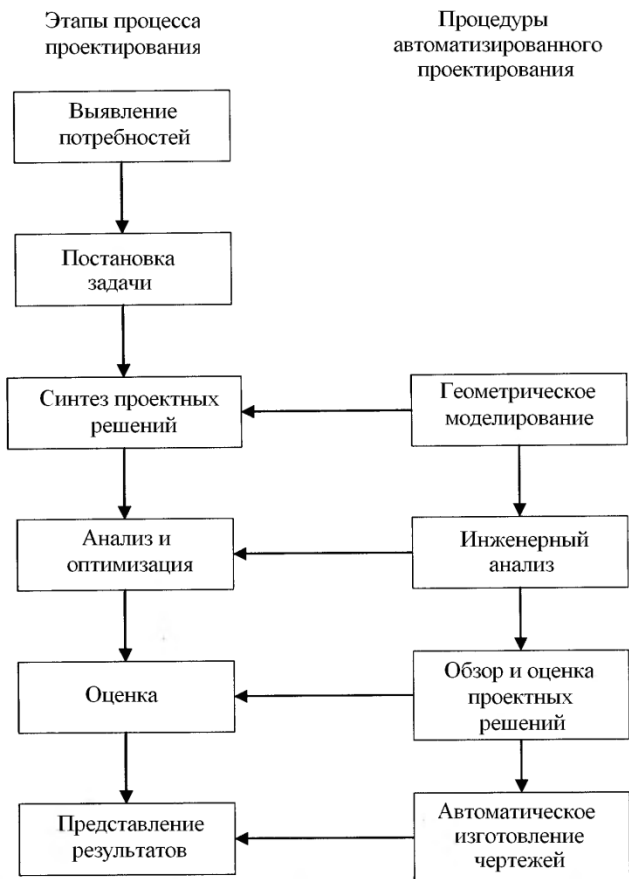 Этапы процесса
проектирования
Процедуры
автоматизированного
проектирования
Выявление
потребностей
Постановка
задачи
Синтез проектных
решений
Геометрическое
моделирование
Анализ и
оптимизация
Инженерный
анализ
Оценка
Обзор и оценка
проектных
решений
Представление
результатов
Автоматическое
изготовление
чертежей